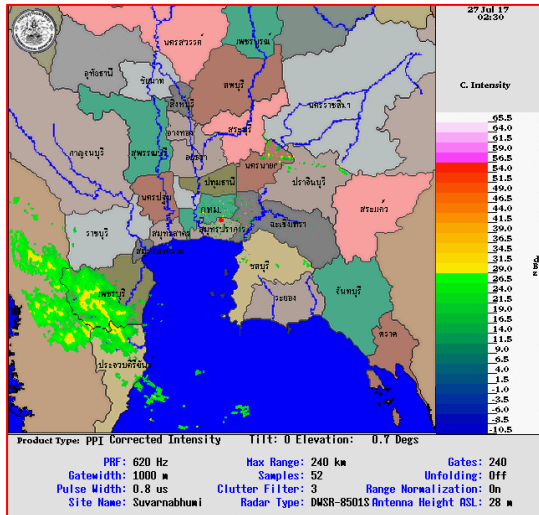 27 Jul 17
02:30
C. Intensity
นครสวรรค์
เพชรบูรณ์
อุทัยธานี
ชัยนาท
ลพบุรี
สิงห์บุรี
นครราชสีมา
อ่างทอง
สระบุรี
กาญจนบุรี
สุพรรณบุรี
อยุธยา
นครนายก
ปราจีนบุรี
ปทุมธานี
นครปฐม
กทม.
สระแก้ว
ราชบุรี
สมุทรสาคร
สมุทรปราการ
ฉะเชิงเทรา
ชลบุรี
เพชรบุรี
ระยอง
จันทบุรี
ตราด
ประจวบคีรีขันธ์
65.5
64.0
61.5
59.0
56.5
54.0
51.5
49.0
46.5
44.0
41.5
39.0
36.5
34.0
31.5
29.0
26.5
24.0
21.5
19.0
16.5
14.0
11.5
9.0
6.5
4.0
1.5
-1.0
-3.5
-6.0
-8.5
-10.5
Product Type: PPI Corrected Intensity Tilt: 0 Elevation: 0.7 Degs
PRF: 620 Hz Max Range: 240 km Gates: 240
Gatewidth: 1000 m Samples: 52 Unfolding: Off
Pulse Width: 0.8 us Clutter Filter: 3 Range Normalization: On
Site Name: Suvarnabhumi Radar Type: DWSR-8501S Antenna Height ASL: 28 m